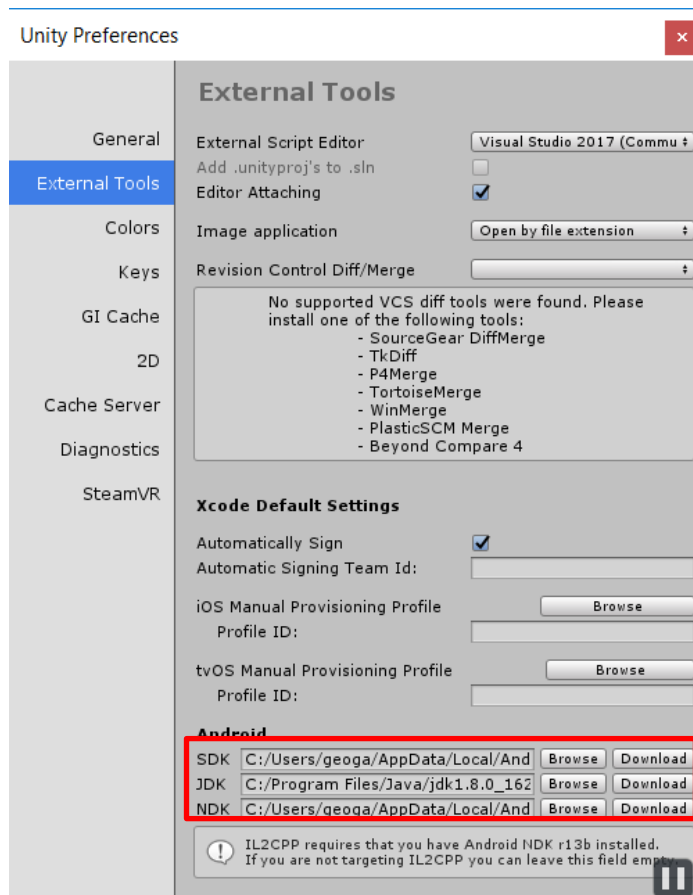 Unity Preferences
External Tools
General
External Tools
Colors
Keys
GI Cache
2D
Cache Server
Diagnostics
SteamVR
External Script Editor Visual Studio 2017 (Commu
Add .unityproj's to .sln
Editor Attaching
Image application Open by file extension
Revision Control Diff/Merge
No supported VCS diff tools were found. Please
install one of the following tools:
- SourceGear DiffMerge
- TkDiff
- P4Merge
- TortoiseMerge
- WinMerge
- PlasticSCM Merge
- Beyond Compare 4
Xcode Default Settings
Automatically Sign
Automatic Signing Team Id:
iOS Manual Provisioning Profile Browse
Profile ID:
tvOS Manual Provisioning Profile Browse
Profile ID:
Android
SDK C:/Users/geoga/AppData/Local/And Browse Download
JDK C:/Program Files/Java/jdk1.8.0_162 Browse Download
NDK C:/Users/geoga/AppData/Local/And Browse Download
IL2CPP requires that you have Android NDK r13b installed.
If you are not targeting IL2CPP you can leave this field empty.